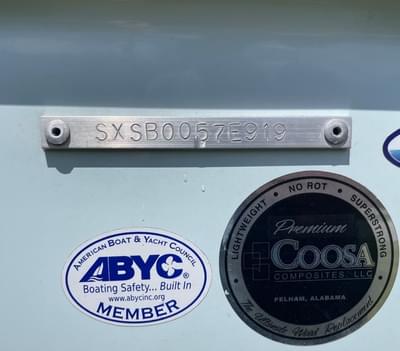 SXSB0057E919
AMERICAN BOAT & YACHT COUNCIL
ABYC®
Boating Safety... Built In
www.abycinc.org
MEMBER
LIGHTWEIGHT • NO ROT • SUPERSTRONG
Premium
COOSA
COMPOSITES LLC
PELHAM, ALABAMA
The Ultimate Wood Replacement